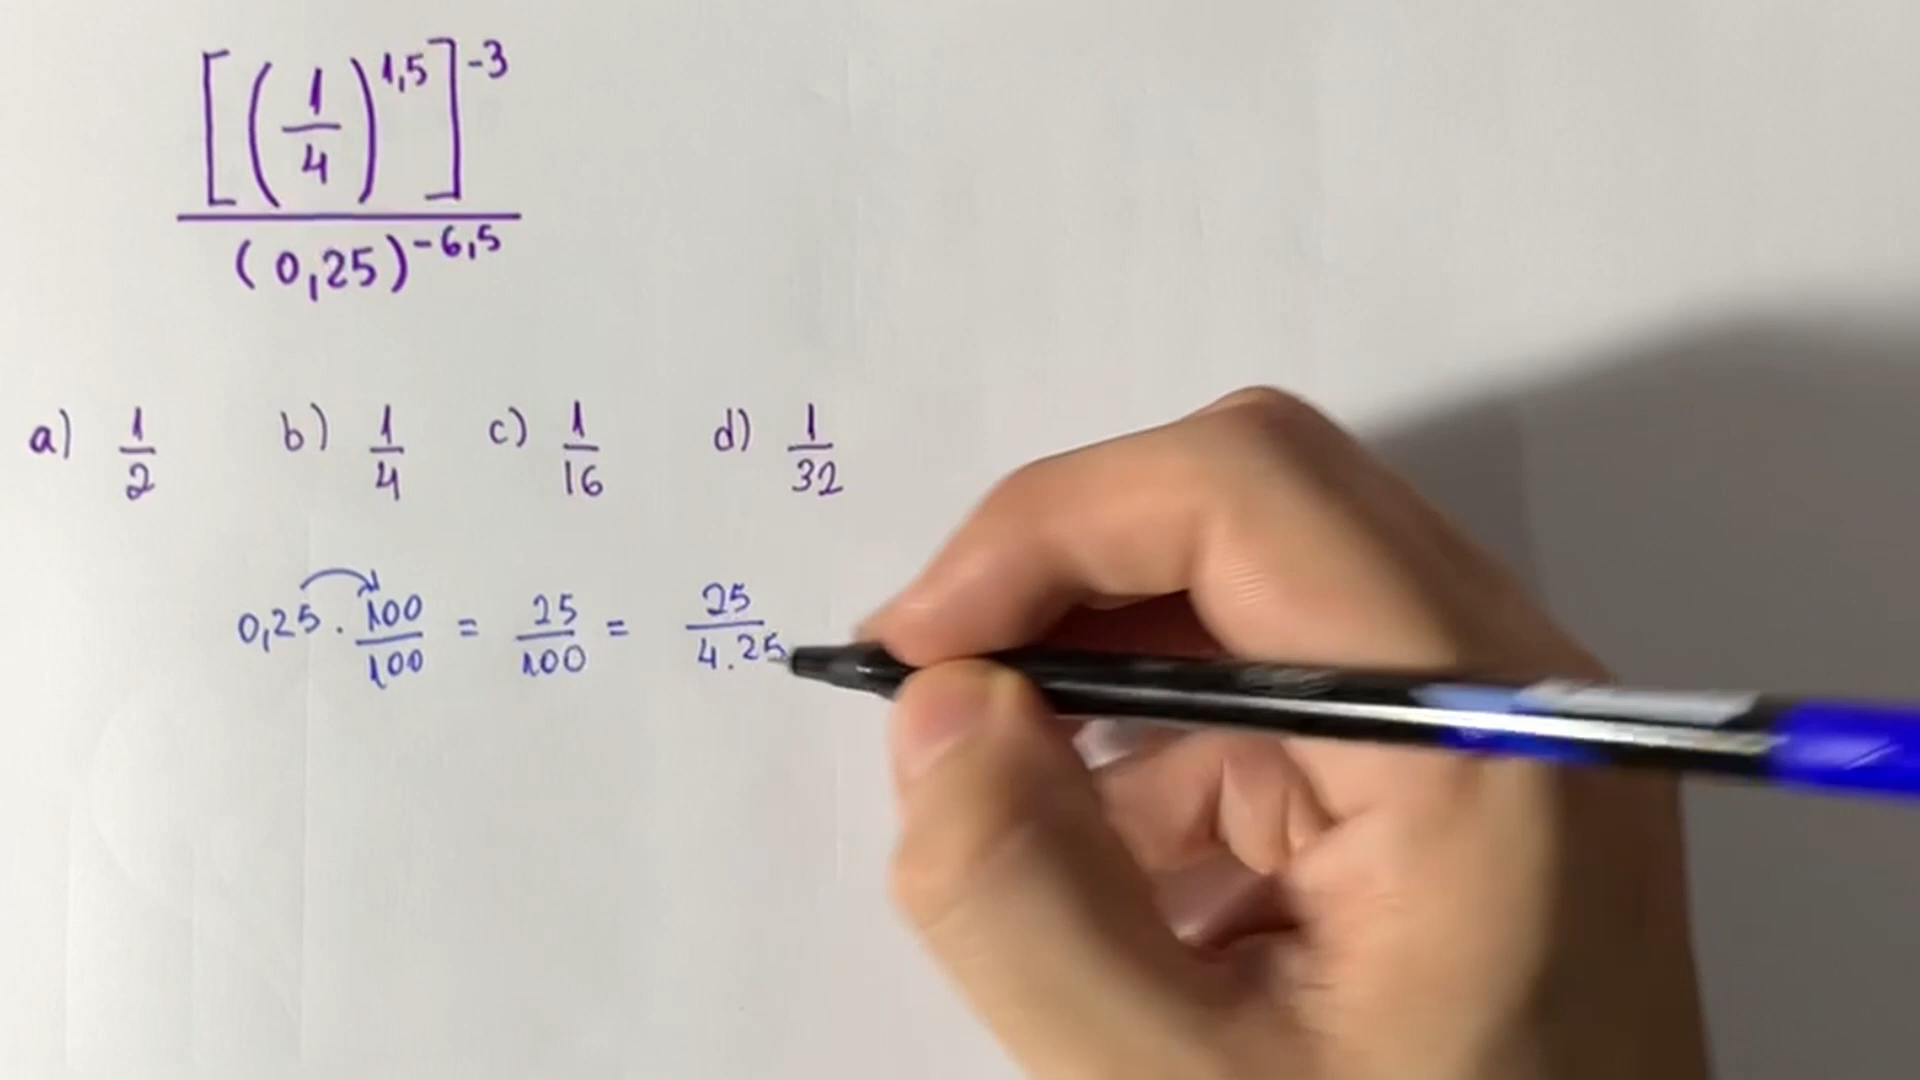 [(1/4)^1,5]^-3
(0,25)^-6,5
a) 1/2 b) 1/4 c) 1/16 d) 1/32
0,25 . 100/100 = 25/100 = 25/4.25